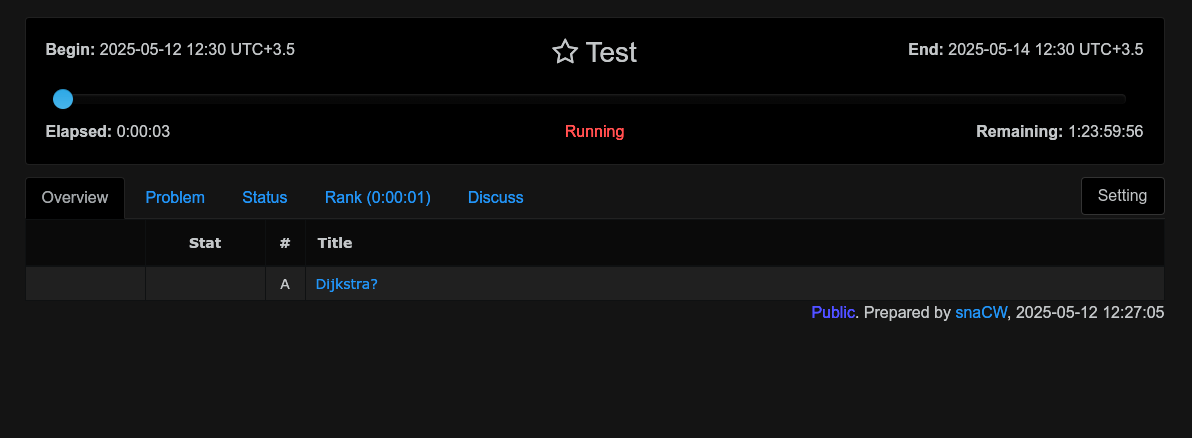 Begin: 2025-05-12 12:30 UTC+3.5
Test
End: 2025-05-14 12:30 UTC+3.5
Elapsed: 0:00:03
Running
Remaining: 1:23:59:56
Overview Problem Status Rank (0:00:01) Discuss Setting
Stat # Title
A Dijkstra?
Public. Prepared by snaCW, 2025-05-12 12:27:05